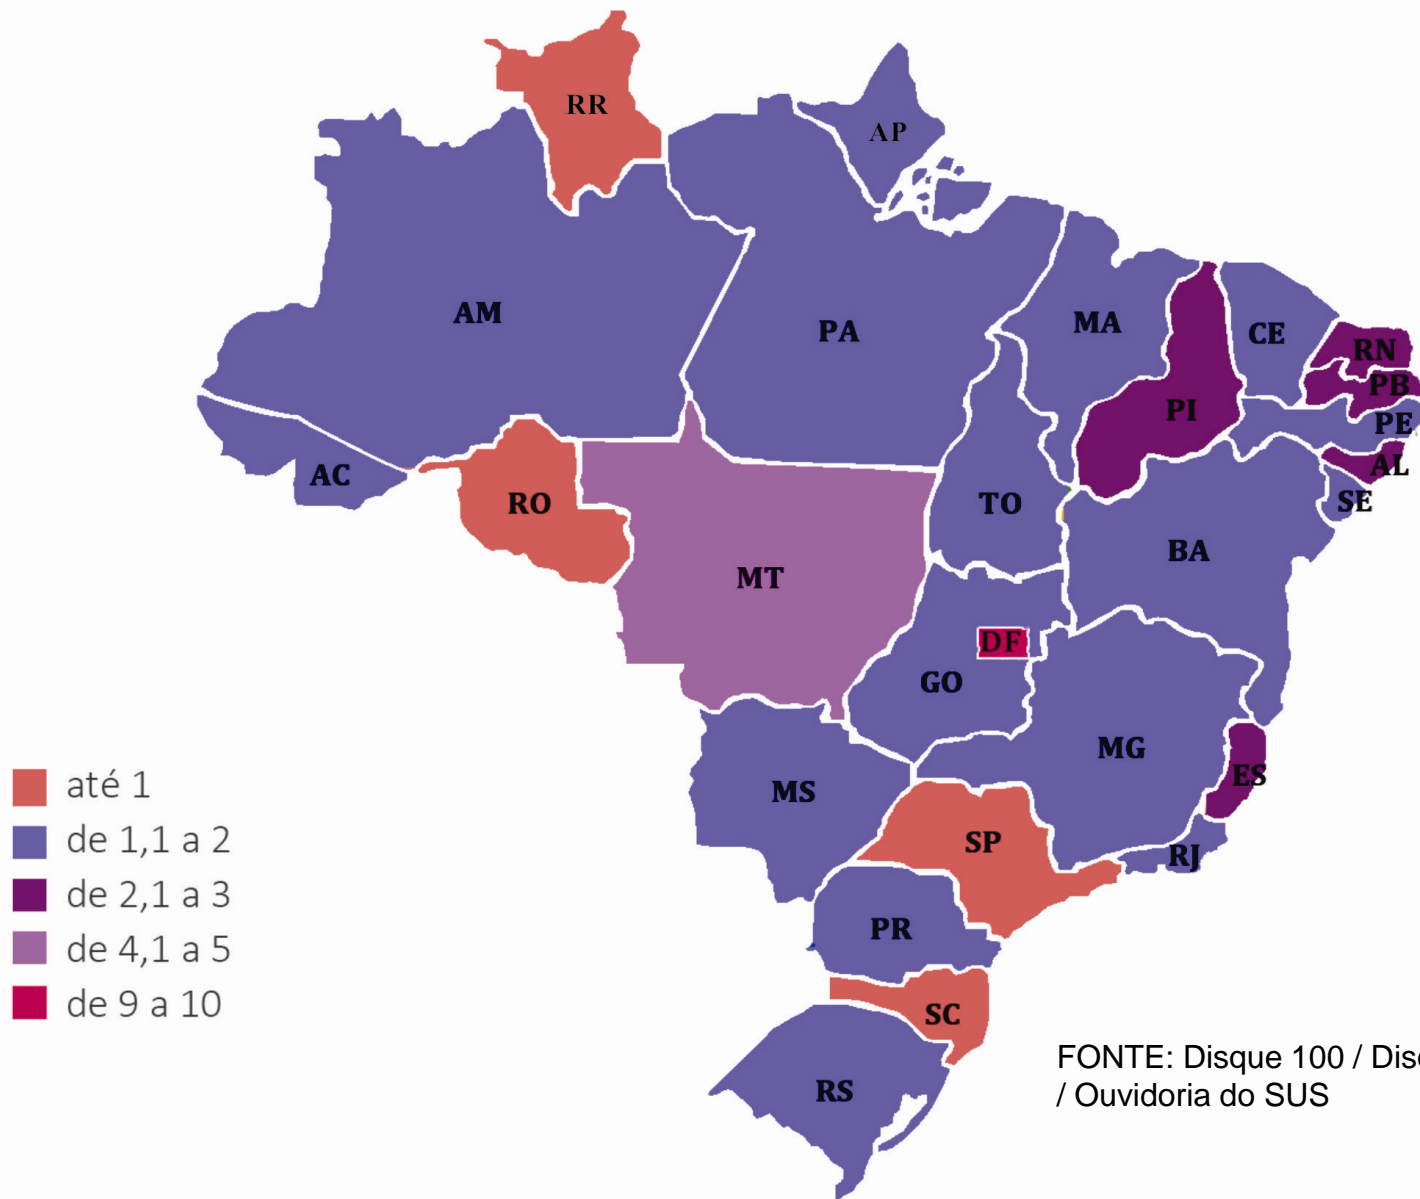 RR
AP
AM
PA
MA
CE
RN
PB
PI
PE
AL
AC
RO
TO
SE
BA
MT
DF
GO
MG
ES
MS
SP
RJ
PR
SC
RS
até 1
de 1,1 a 2
de 2,1 a 3
de 4,1 a 5
de 9 a 10
FONTE: Disque 100 /
/ Ouvidoria do SUS